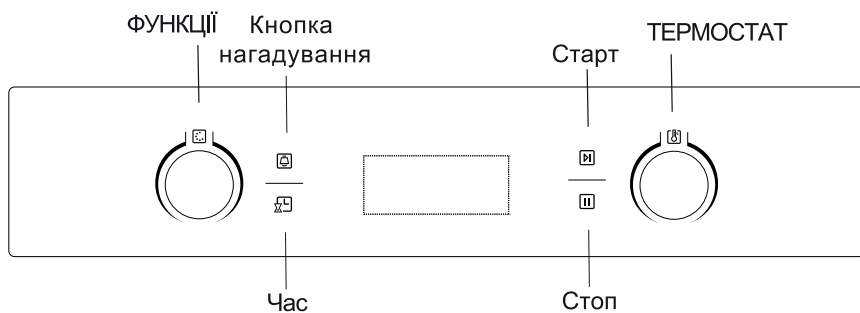 ФУНКЦІЇ
Кнопка
нагадування
Старт
ТЕРМОСТАТ
Час
Стоп